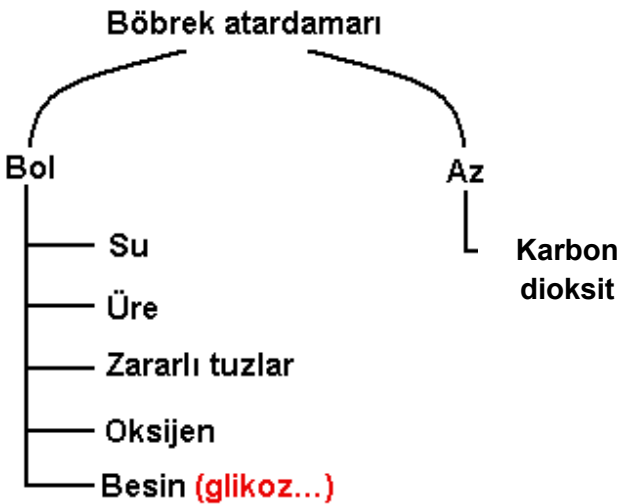 Böbrek atardamarı
Bol
Az
Su
Karbon
dioksit
Üre
Zararlı tuzlar
Oksijen
Besin (glikoz...)